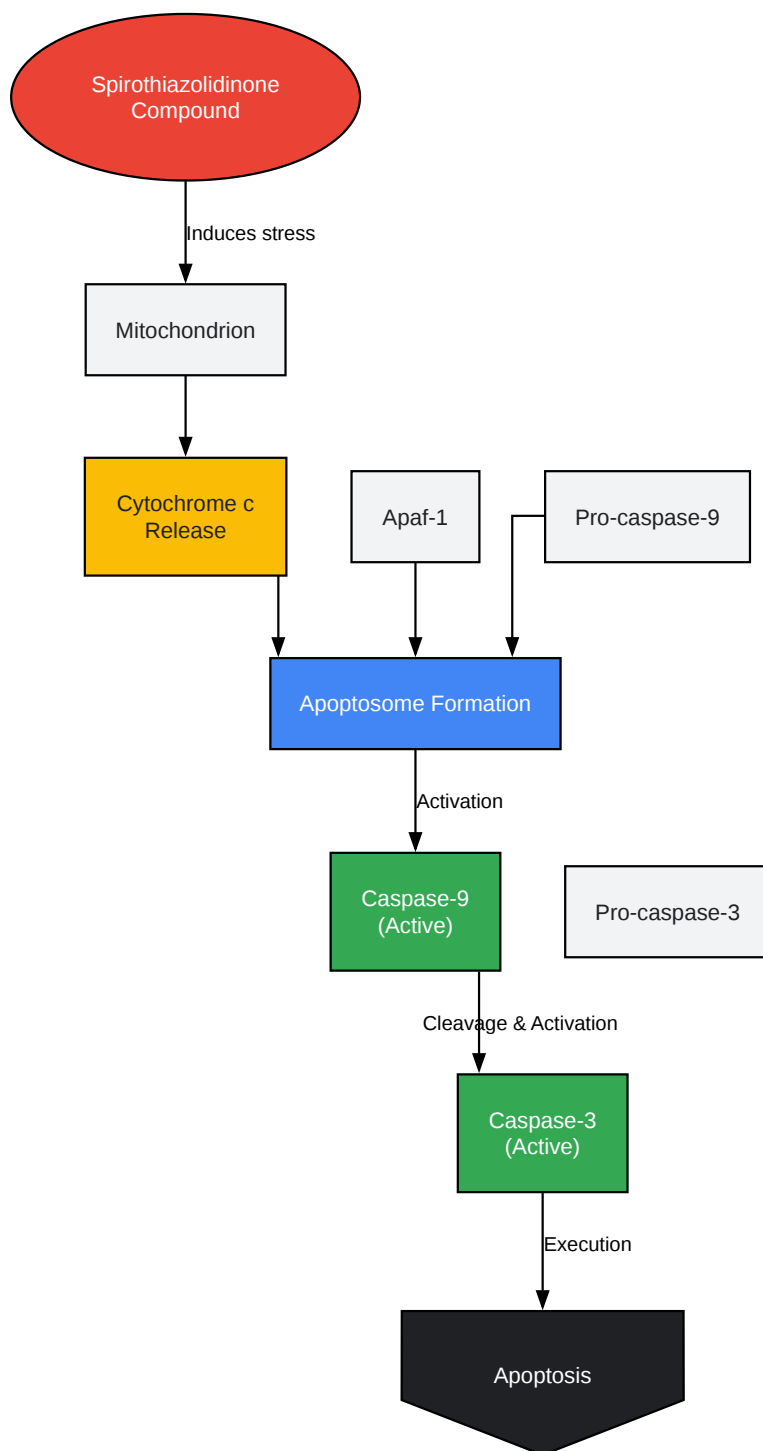 Spirothiazolidinone
Compound
Induces stress
Mitochondrion
Cytochrome c
Release
Apaf-1
Pro-caspase-9
Apoptosome Formation
Activation
Caspase-9
(Active)
Pro-caspase-3
Cleavage & Activation
Caspase-3
(Active)
Execution
Apoptosis